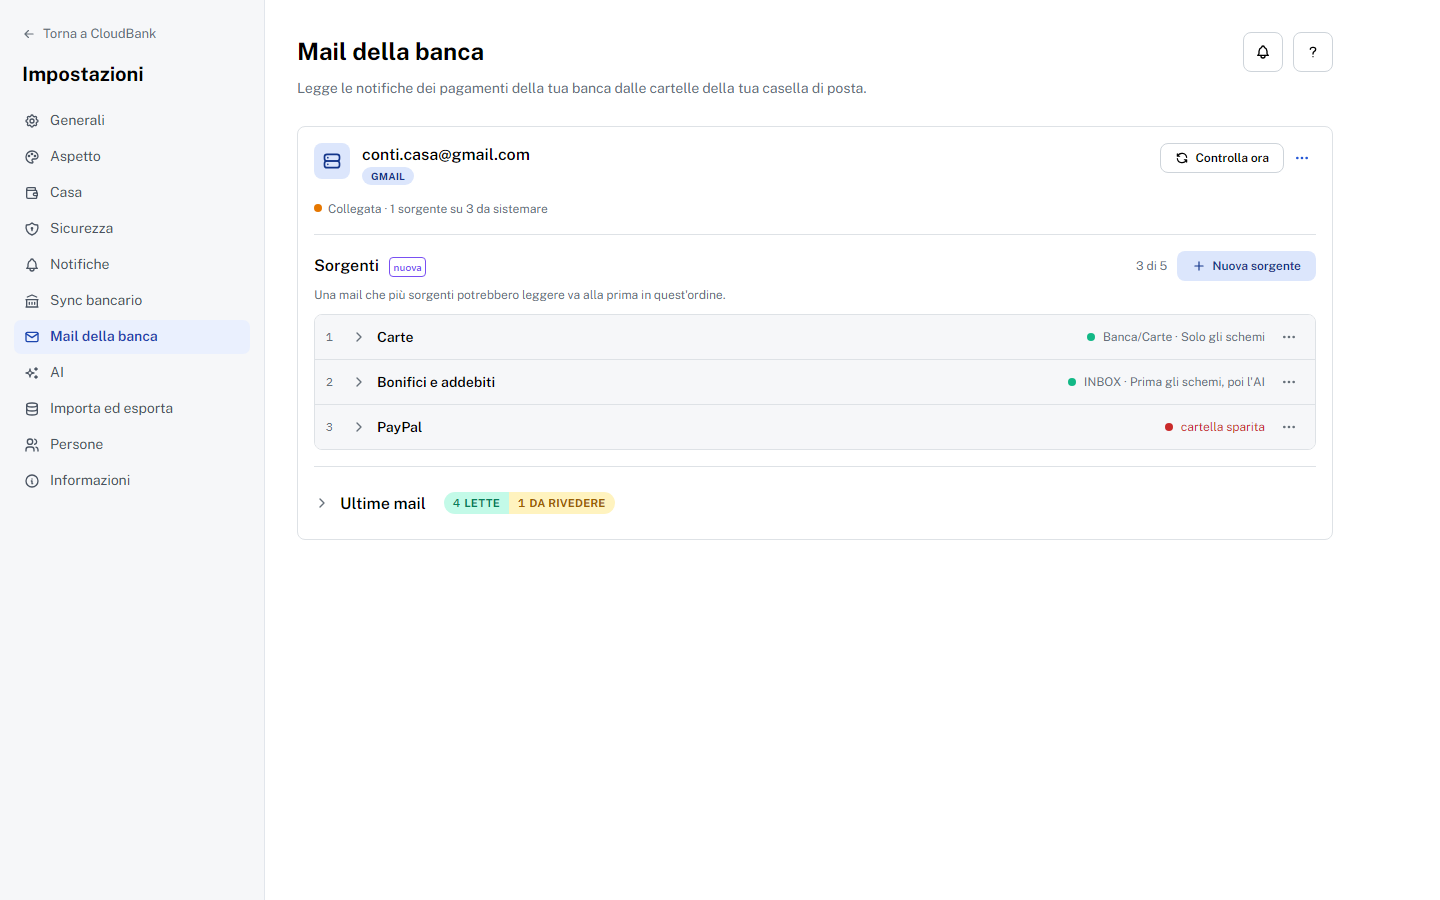 Torna a CloudBank
Impostazioni
Generali
Aspetto
Casa
Sicurezza
Notifiche
Sync bancario
Mail della banca
AI
Importa ed esporta
Persone
Informazioni
Mail della banca
?
Legge le notifiche dei pagamenti della tua banca dalle cartelle della tua casella di posta.
conti.casa@gmail.com
GMAIL
Controlla ora
Collegata · 1 sorgente su 3 da sistemare
Sorgenti nuova
3 di 5
Nuova sorgente
Una mail che più sorgenti potrebbero leggere va alla prima in quest'ordine.
1 Carte Banca/Carte · Solo gli schemi
2 Bonifici e addebiti INBOX · Prima gli schemi, poi l'AI
3 PayPal cartella sparita
Ultime mail 4 LETTE 1 DA RIVEDERE